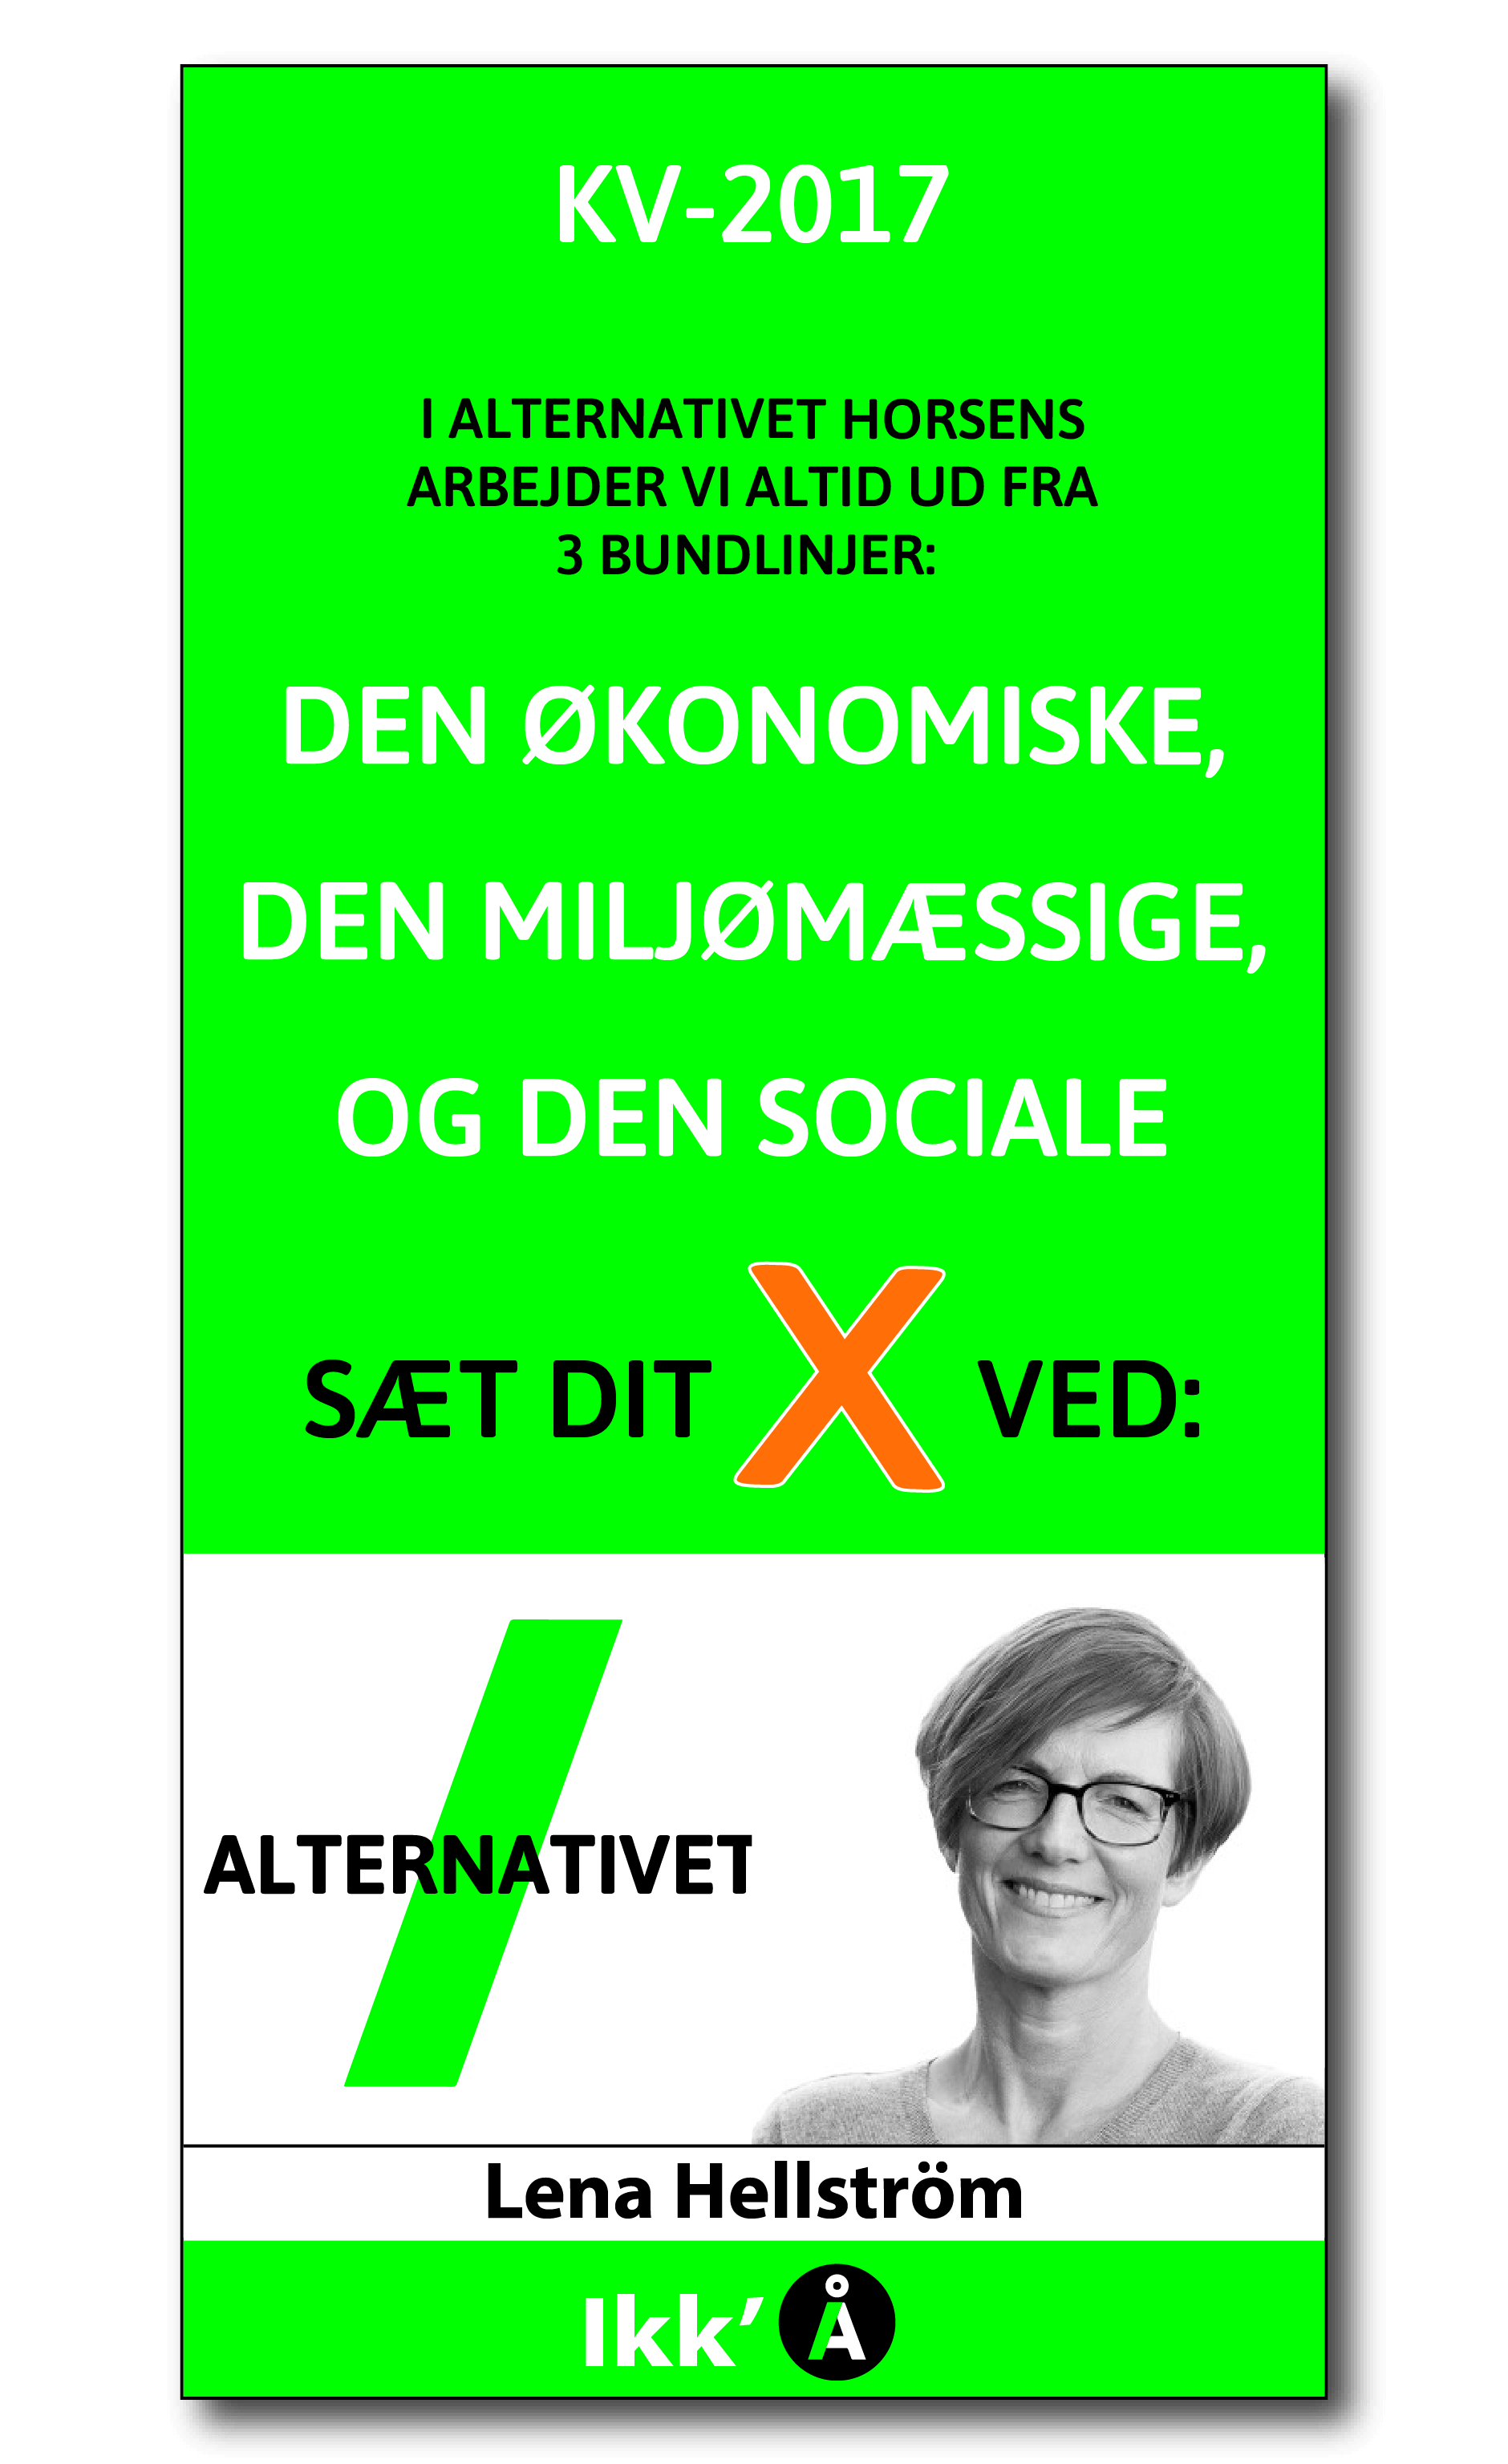 KV-2017
I ALTERNATIVET HORSENS
ARBEJDER VI ALTID UD FRA
3 BUNDLINJER:
DEN ØKONOMISKE,
DEN MILJØMÆSSIGE,
OG DEN SOCIALE
SÆT DIT X VED:
ALTERNATIVET
Lena Hellström
Ikk’ Å